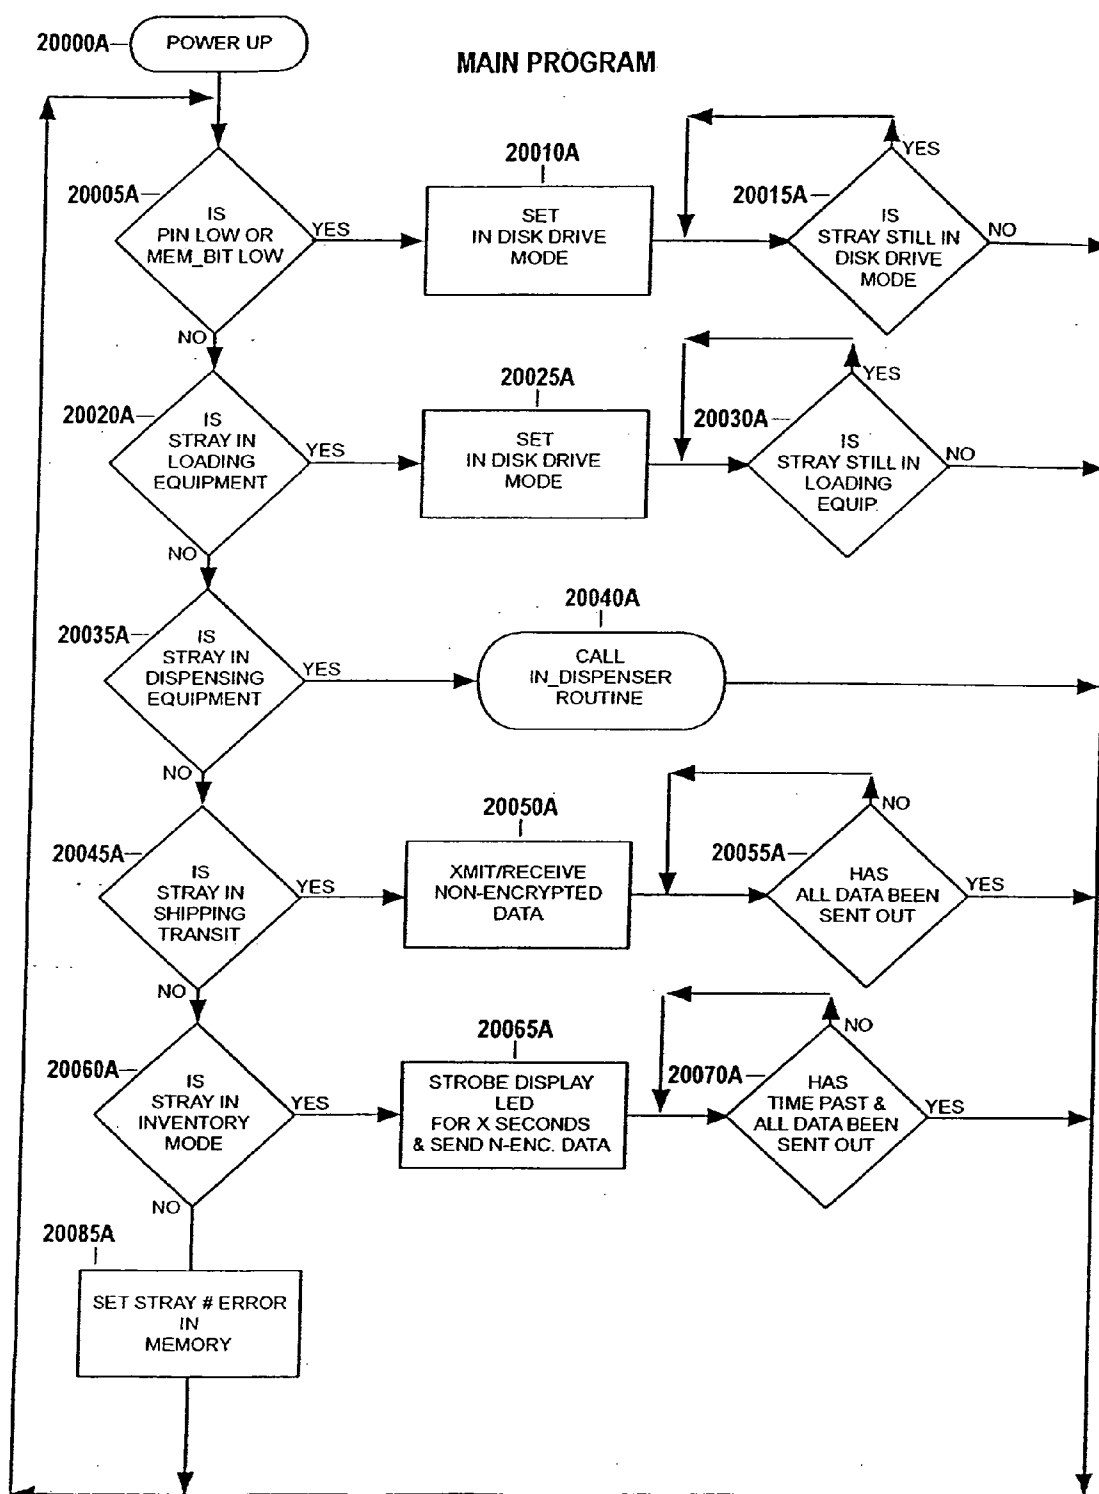 20000A
POWER UP
MAIN PROGRAM
20005A
IS
PIN LOW OR
MEM_BIT LOW
YES
NO
20010A
SET
IN DISK DRIVE
MODE
20015A
IS
STRAY STILL IN
DISK DRIVE
MODE
YES
NO
20020A
IS
STRAY IN
LOADING
EQUIPMENT
YES
NO
20025A
SET
IN DISK DRIVE
MODE
20030A
IS
STRAY STILL IN
LOADING
EQUIP.
YES
NO
20035A
IS
STRAY IN
DISPENSING
EQUIPMENT
YES
NO
20040A
CALL
IN_DISPENSER
ROUTINE
20045A
IS
STRAY IN
SHIPPING
TRANSIT
YES
NO
20050A
XMIT/RECEIVE
NON-ENCRYPTED
DATA
20055A
HAS
ALL DATA BEEN
SENT OUT
NO
YES
20060A
IS
STRAY IN
INVENTORY
MODE
YES
NO
20065A
STROBE DISPLAY
LED
FOR X SECONDS
& SEND N-ENC. DATA
20070A
HAS
TIME PAST &
ALL DATA BEEN
SENT OUT
NO
YES
20085A
SET STRAY # ERROR
IN
MEMORY